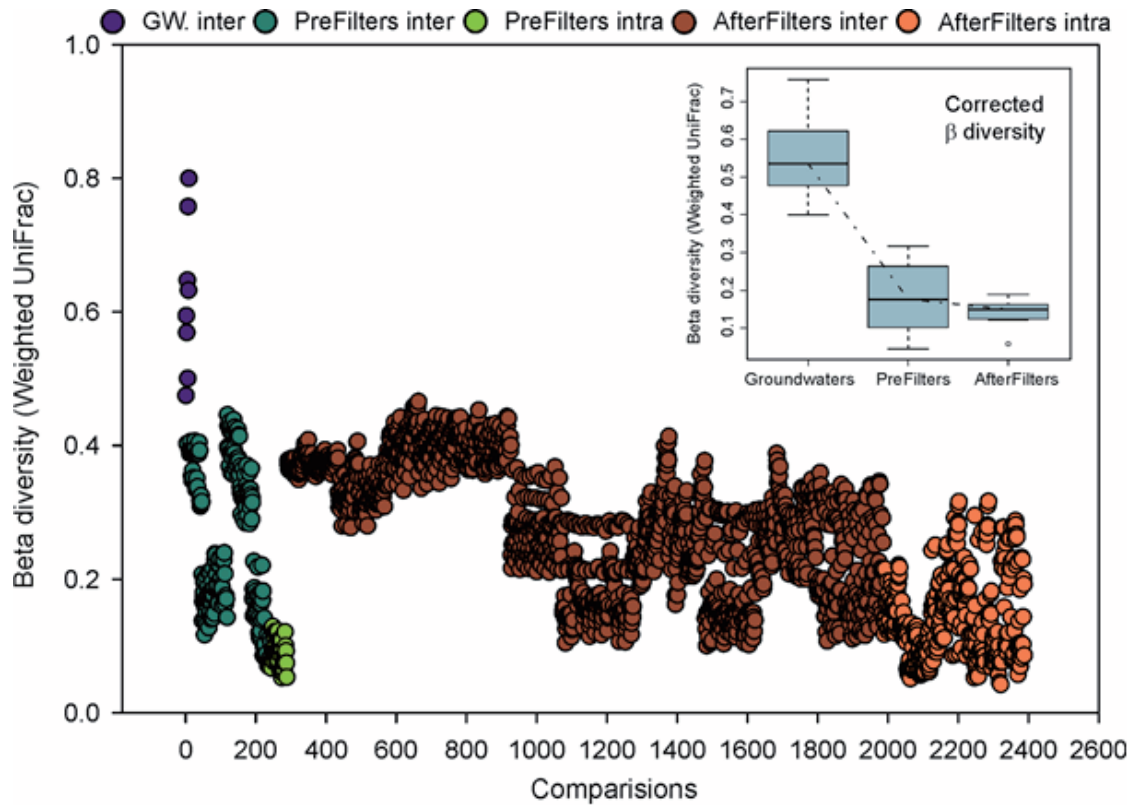 GW. inter PreFilters inter PreFilters intra AfterFilters inter AfterFilters intra
1.0
0.8
0.6
0.4
0.2
0.0
Beta diversity (Weighted UniFrac)
0 200 400 600 800 1000 1200 1400 1600 1800 2000 2200 2400 2600
Comparisions
Corrected
β diversity
Beta diversity (Weighted UniFrac)
0.7
0.6
0.5
0.4
0.3
0.2
0.1
Groundwaters PreFilters AfterFilters